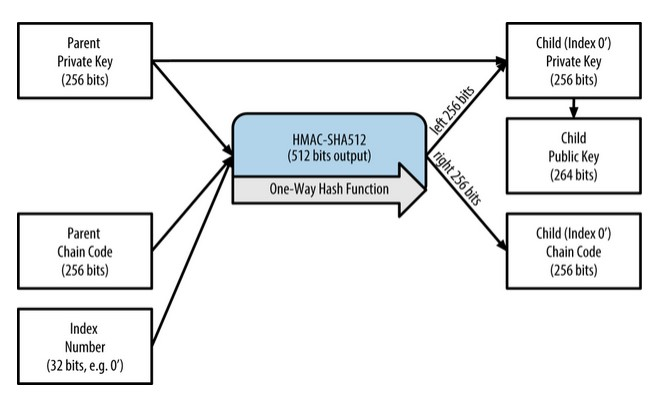 Parent
Private Key
(256 bits)
Parent
Chain Code
(256 bits)
Index
Number
(32 bits, e.g. 0’)
HMAC-SHA512
(512 bits output)
One-Way Hash Function
left 256 bits
right 256 bits
Child (Index 0’)
Private Key
(256 bits)
Child
Public Key
(264 bits)
Child (Index 0’)
Chain Code
(256 bits)